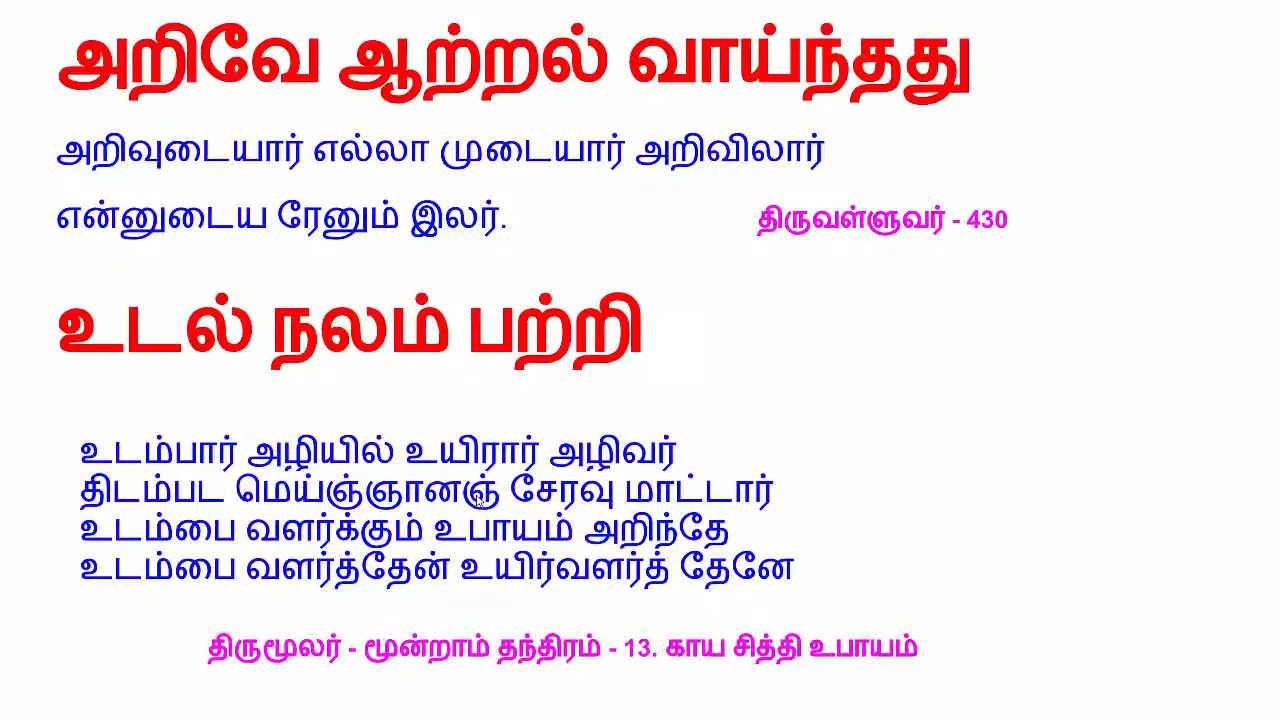 அறிவே ஆற்றல் வாய்ந்தது
அறிவுடையார் எல்லா முடையார் அறிவிலார்
என்னுடைய ரேனும் இலர். திருவள்ளுவர் - 430
உடல் நலம் பற்றி
உடம்பார் அழியில் உயிரார் அழிவர்
திடம்பட மெய்ஞ்ஞானஞ் சேரவு மாட்டார்
உடம்பை வளர்க்கும் உபாயம் அறிந்தே
உடம்பை வளர்த்தேன் உயிர்வளர்த் தேனே
திருமூலர் - மூன்றாம் தந்திரம் - 13. காய சித்தி உபாயம்